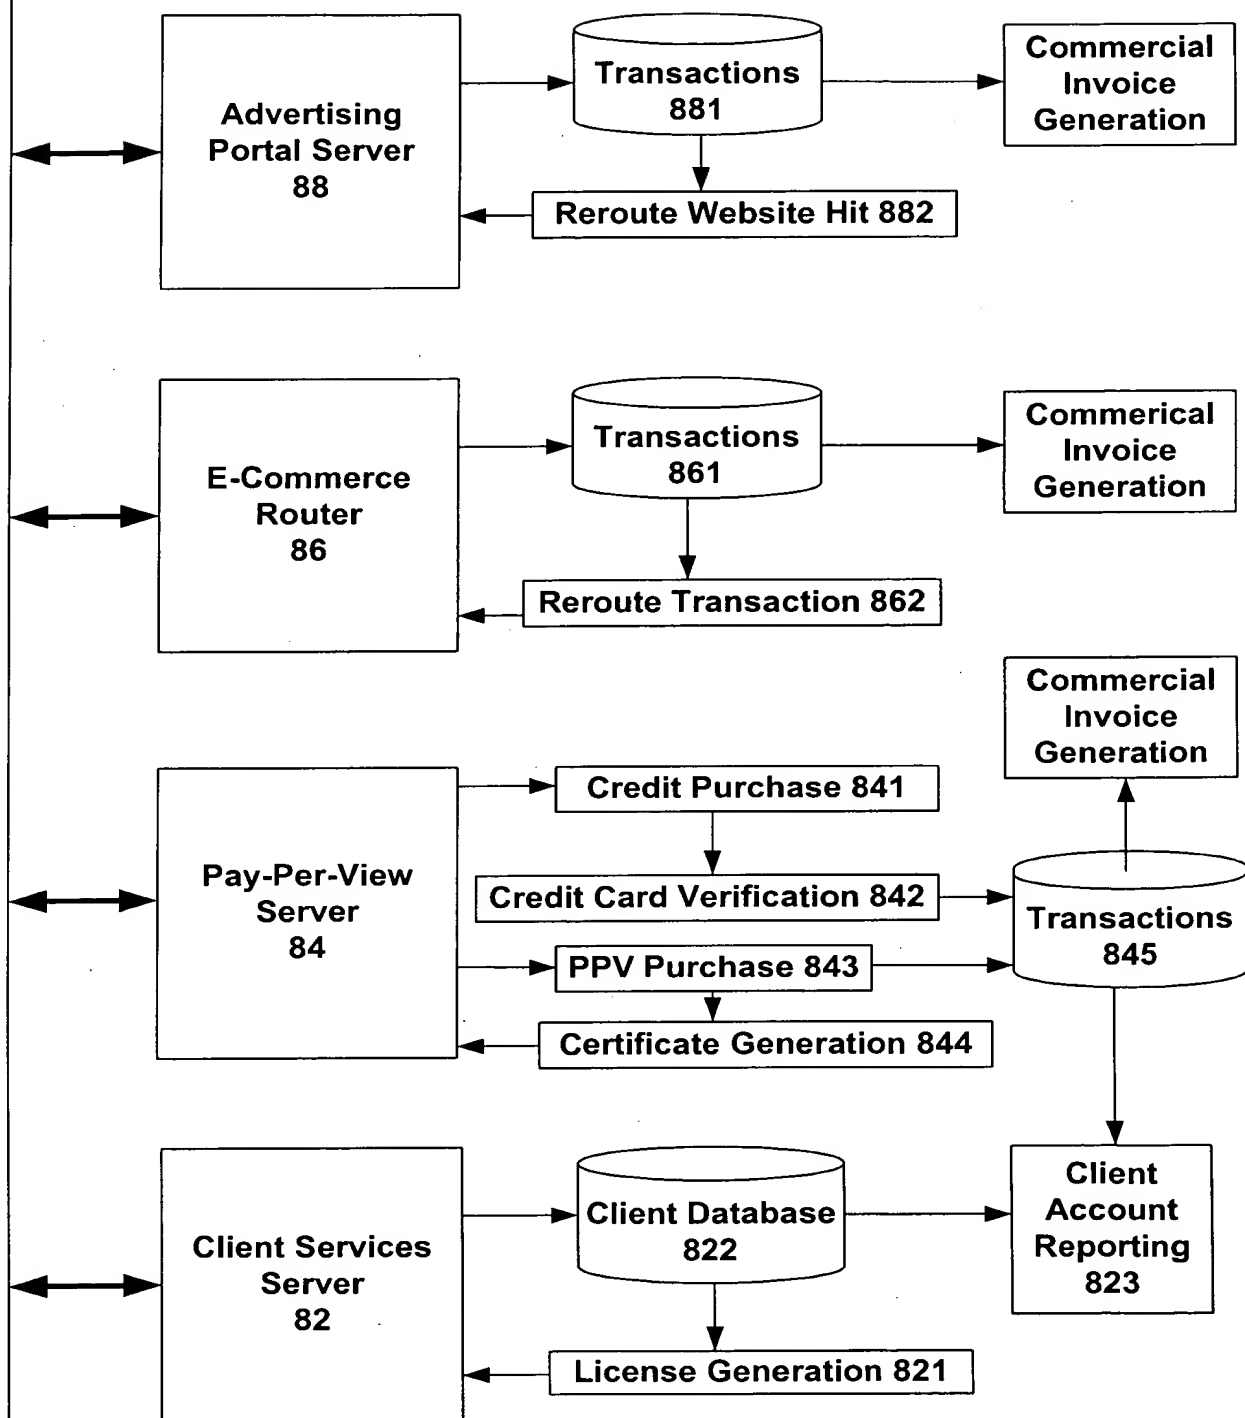 Advertising
Portal Server
88
Transactions
881
Commercial
Invoice
Generation
Reroute Website Hit 882
E-Commerce
Router
86
Transactions
861
Commerical
Invoice
Generation
Reroute Transaction 862
Commercial
Invoice
Generation
Pay-Per-View
Server
84
Credit Purchase 841
Credit Card Verification 842
PPV Purchase 843
Certificate Generation 844
Transactions
845
Client Services
Server
82
Client Database
822
License Generation 821
Client
Account
Reporting
823